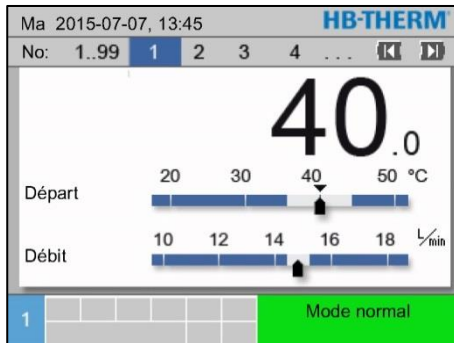 Ma 2015-07-07, 13:45 HB-THERM®
No: 1..99 1 2 3 4 ...
40.0
20 30 40 50 °C
Départ
10 12 14 16 18 L/min
Débit
1 Mode normal